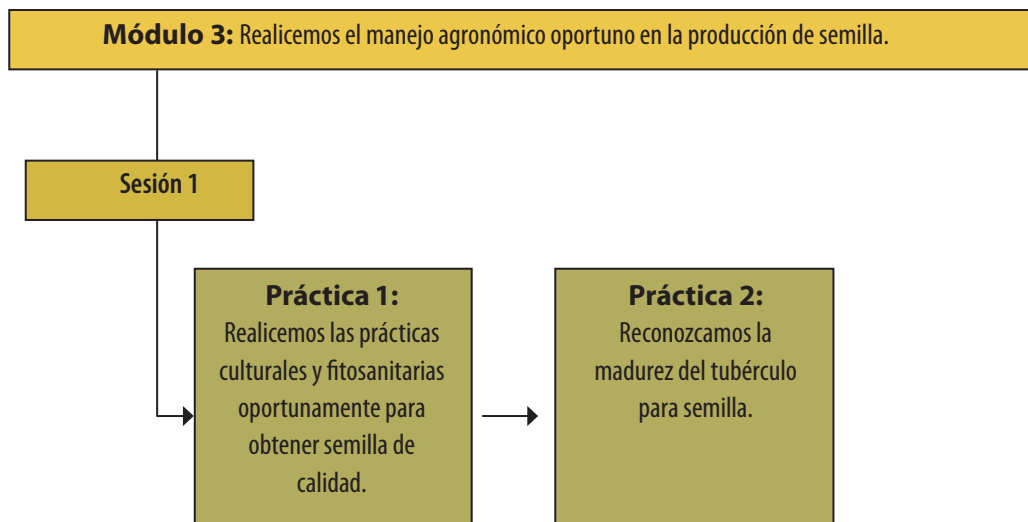 Módulo 3: Realicemos el manejo agronómico oportuno en la producción de semilla.
Sesión 1
Práctica 1:
Realicemos las prácticas
culturales y fitosanitarias
oportunamente para
obtener semilla de
calidad.
Práctica 2:
Reconozcamos la
madurez del tubérculo
para semilla.